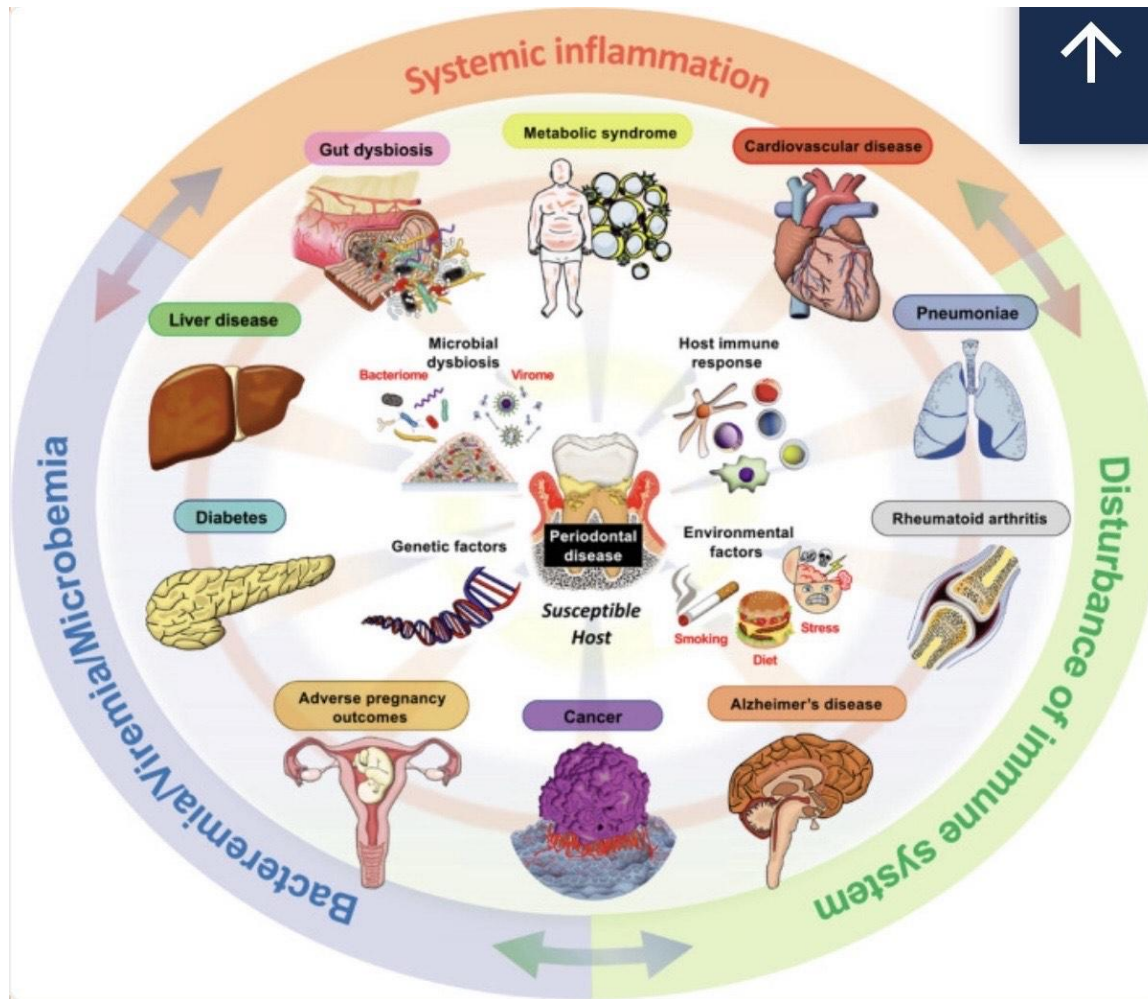 Systemic inflammation
Gut dysbiosis
Metabolic syndrome
Cardiovascular disease
Liver disease
Pneumoniae
Microbial
dysbiosis
Bacteriome
Virome
Host immune
response
Diabetes
Rheumatoid arthritis
Genetic factors
Periodontal
disease
Environmental
factors
Susceptible
Host
Smoking
Diet
Stress
Adverse pregnancy
outcomes
Cancer
Alzheimer's disease
Bacteremia/Viremia/Microbemia
Disturbance of immune system